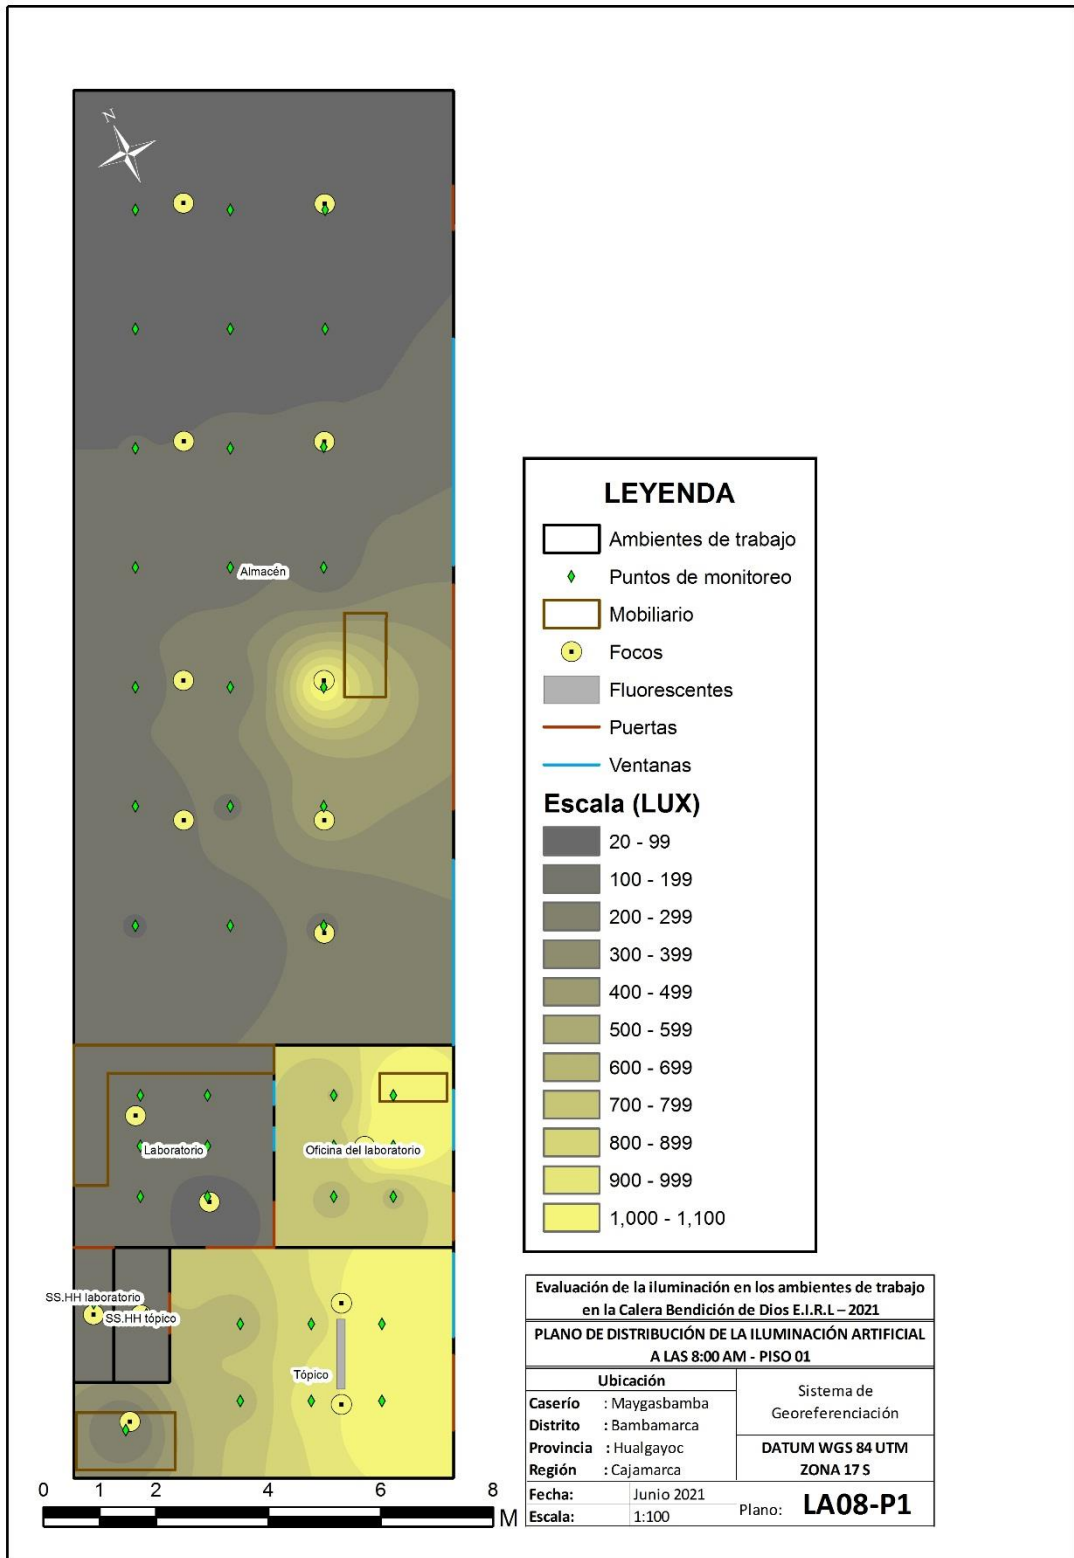 N
Almacén
Laboratorio
Oficina del laboratorio
SS.HH laboratorio
SS.HH tópico
Tópico
0 1 2 4 6 8
M
LEYENDA
Ambientes de trabajo
Puntos de monitoreo
Mobiliario
Focos
Fluorescentes
Puertas
Ventanas
Escala (LUX)
20 - 99
100 - 199
200 - 299
300 - 399
400 - 499
500 - 599
600 - 699
700 - 799
800 - 899
900 - 999
1,000 - 1,100
Evaluación de la iluminación en los ambientes de trabajo
en la Calera Bendición de Dios E.I.R.L – 2021
PLANO DE DISTRIBUCIÓN DE LA ILUMINACIÓN ARTIFICIAL
A LAS 8:00 AM - PISO 01
Ubicación
Caserío : Maygasbamba
Distrito : Bambamarca
Provincia : Hualgayoc
Región : Cajamarca
Sistema de
Georeferenciación
DATUM WGS 84 UTM
ZONA 17 S
Fecha: Junio 2021
Escala: 1:100
Plano: LA08-P1